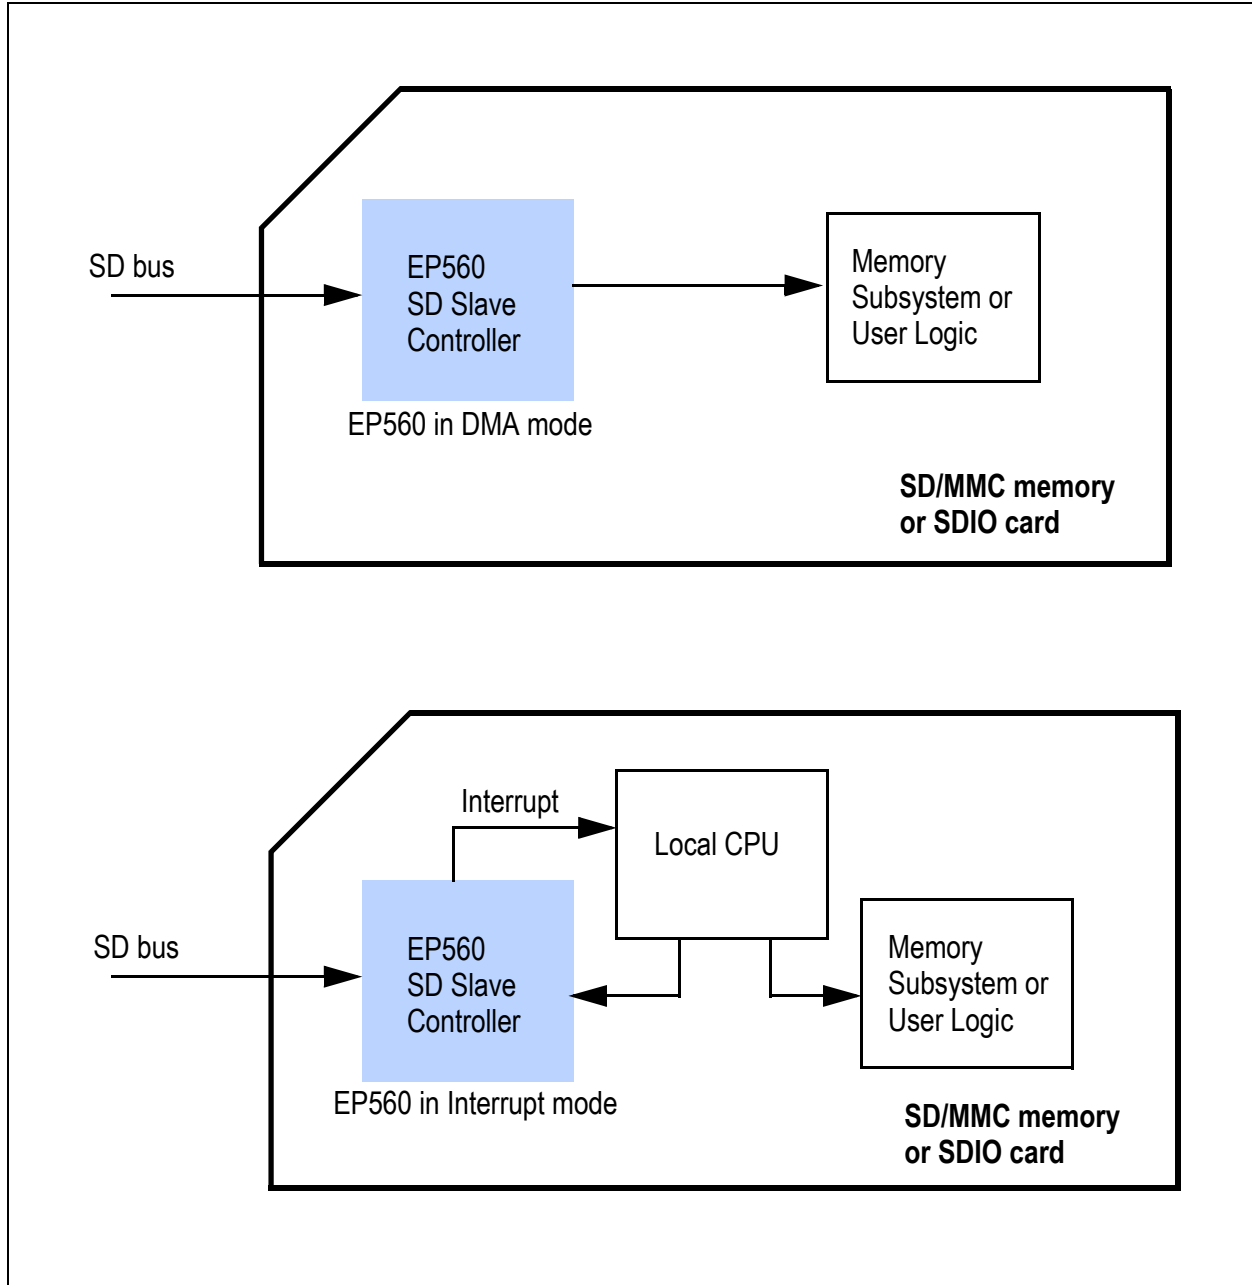 SD bus
EP560
SD Slave
Controller
Memory
Subsystem or
User Logic
EP560 in DMA mode
SD/MMC memory
or SDIO card
Interrupt
Local CPU
SD bus
EP560
SD Slave
Controller
Memory
Subsystem or
User Logic
EP560 in Interrupt mode
SD/MMC memory
or SDIO card